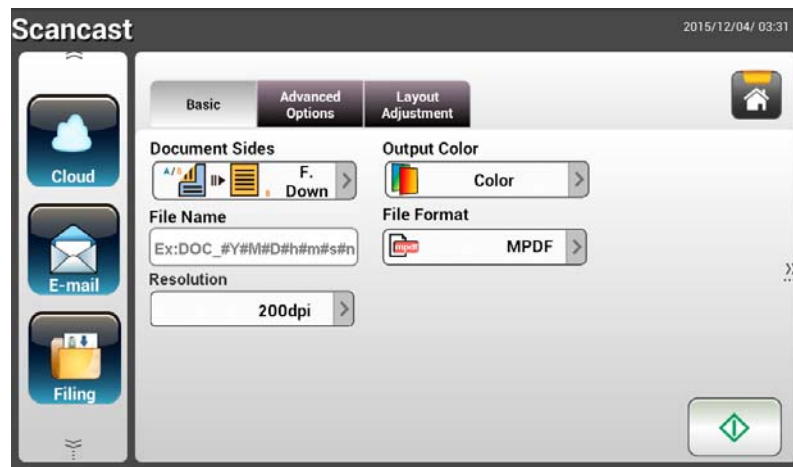 Scancast
2015/12/04/ 03:31
Cloud
E-mail
Filing
Basic
Advanced
Options
Layout
Adjustment
Document Sides
A/B
F.
Down
Output Color
Color
File Name
Ex:DOC_#Y#M#D#h#m#s#n
File Format
mpdf
MPDF
Resolution
200dpi